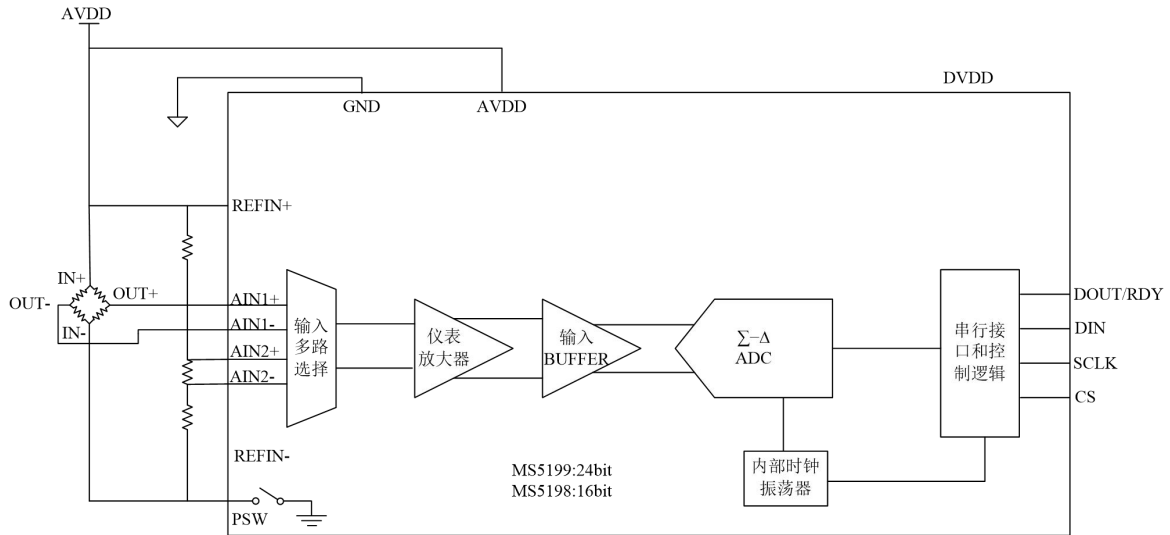 AVDD
GND
AVDD
DVDD
REFIN+
IN+
OUT-
OUT+
IN-
AIN1+
AIN1-
AIN2+
AIN2-
输入
多路
选择
仪表
放大器
输入
BUFFER
∑-Δ
ADC
串行接
口和控
制逻辑
DOUT/RDY
DIN
SCLK
CS
REFIN-
PSW
MS5199:24bit
MS5198:16bit
内部时钟
振荡器